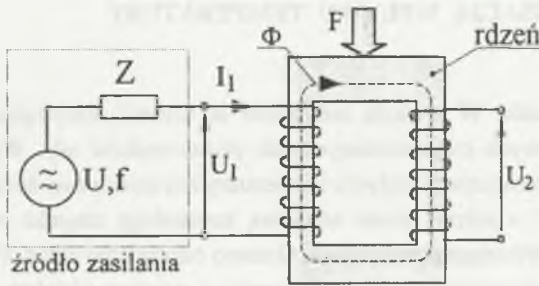 F
rdzeń
Φ
Z
I₁
U,f
U₁
U₂
źródło zasilania